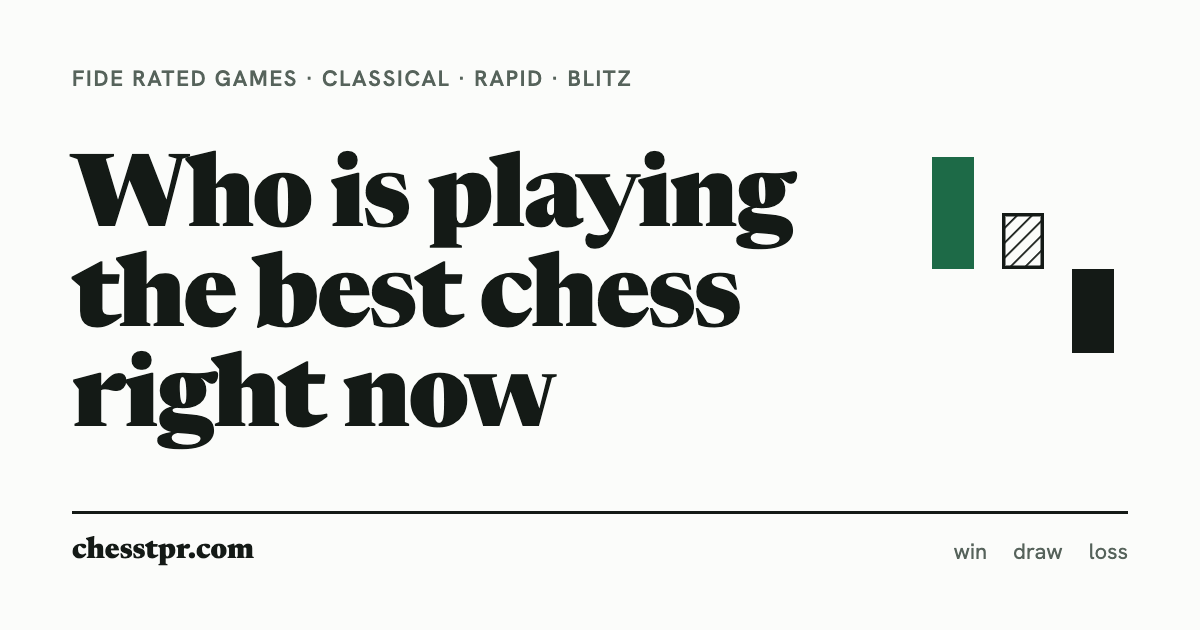 FIDE RATED GAMES · CLASSICAL · RAPID · BLITZ
Who is playing
the best chess
right now
chesstpr.com
win draw loss